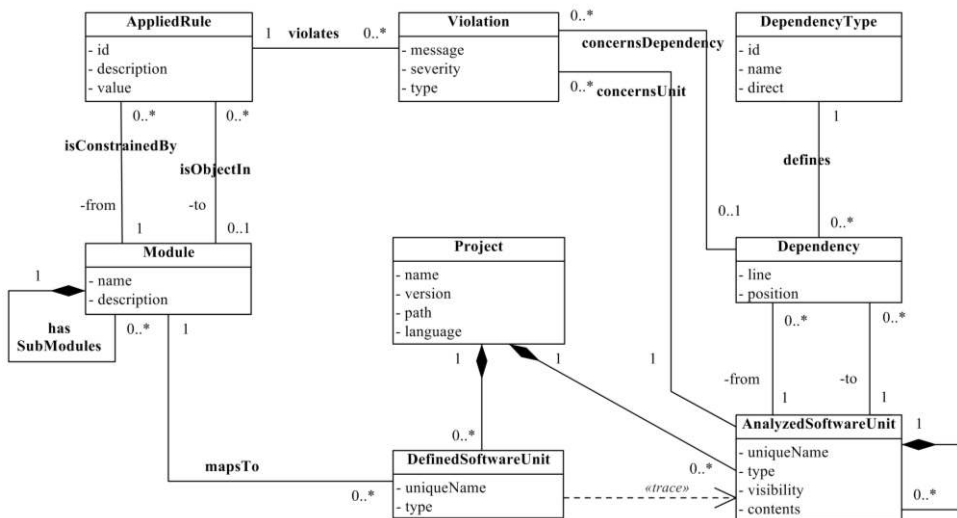 AppliedRule
- id
- description
- value
1
violates
0..*
Violation
- message
- severity
- type
0..*
concernsDependency
0..*
concernsUnit
DependencyType
- id
- name
- direct
0..*
0..*
isConstrainedBy
isObjectIn
1
defines
-from
-to
1
0..1
0..1
0..*
Module
- name
- description
1
0..*
1
has
SubModules
Project
- name
- version
- path
- language
Dependency
- line
- position
0..*
0..*
1
1
1
-from
-to
1
1
0..*
mapsTo
0..*
DefinedSoftwareUnit
- uniqueName
- type
«trace»
0..*
AnalyzedSoftwareUnit
- uniqueName
- type
- visibility
- contents
1
0..*